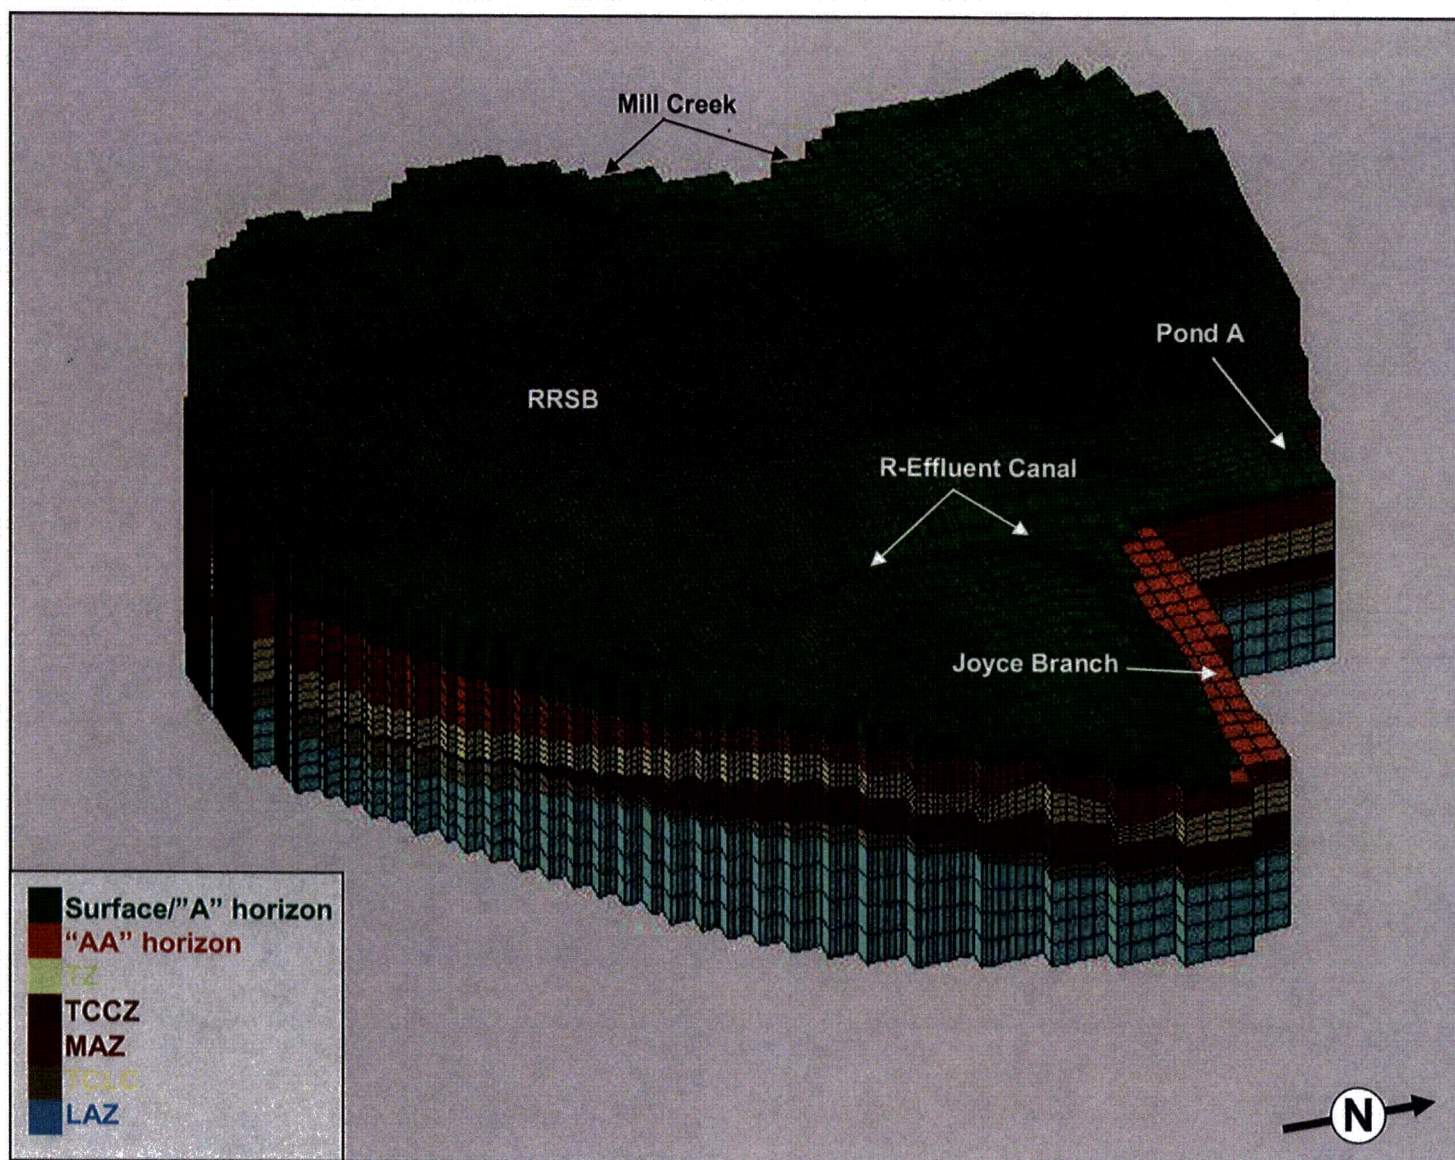 Mill Creek
Pond A
RRSB
R-Effluent Canal
Joyce Branch
Surface/”A” horizon
“AA” horizon
TZ
TCCZ
MAZ
TCLC
LAZ
N